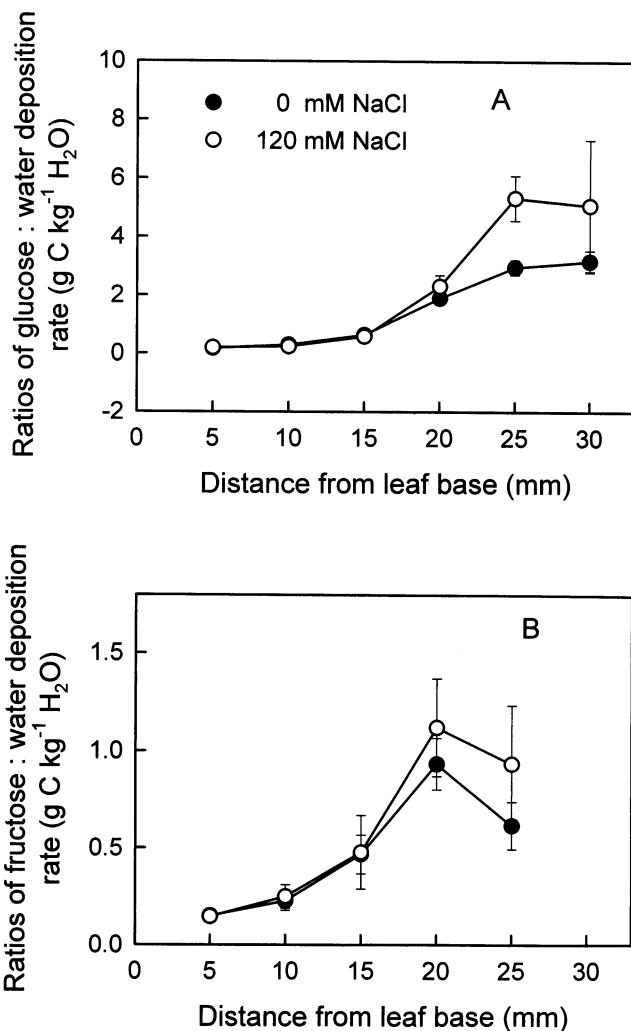 Ratios of glucose : water deposition
rate (g C kg⁻¹ H₂O)
10
8
6
4
2
0
-2
A
0 mM NaCl
120 mM NaCl
0 5 10 15 20 25 30
Distance from leaf base (mm)
Ratios of fructose : water deposition
rate (g C kg⁻¹ H₂O)
1.5
1.0
0.5
0.0
B
0 5 10 15 20 25 30
Distance from leaf base (mm)